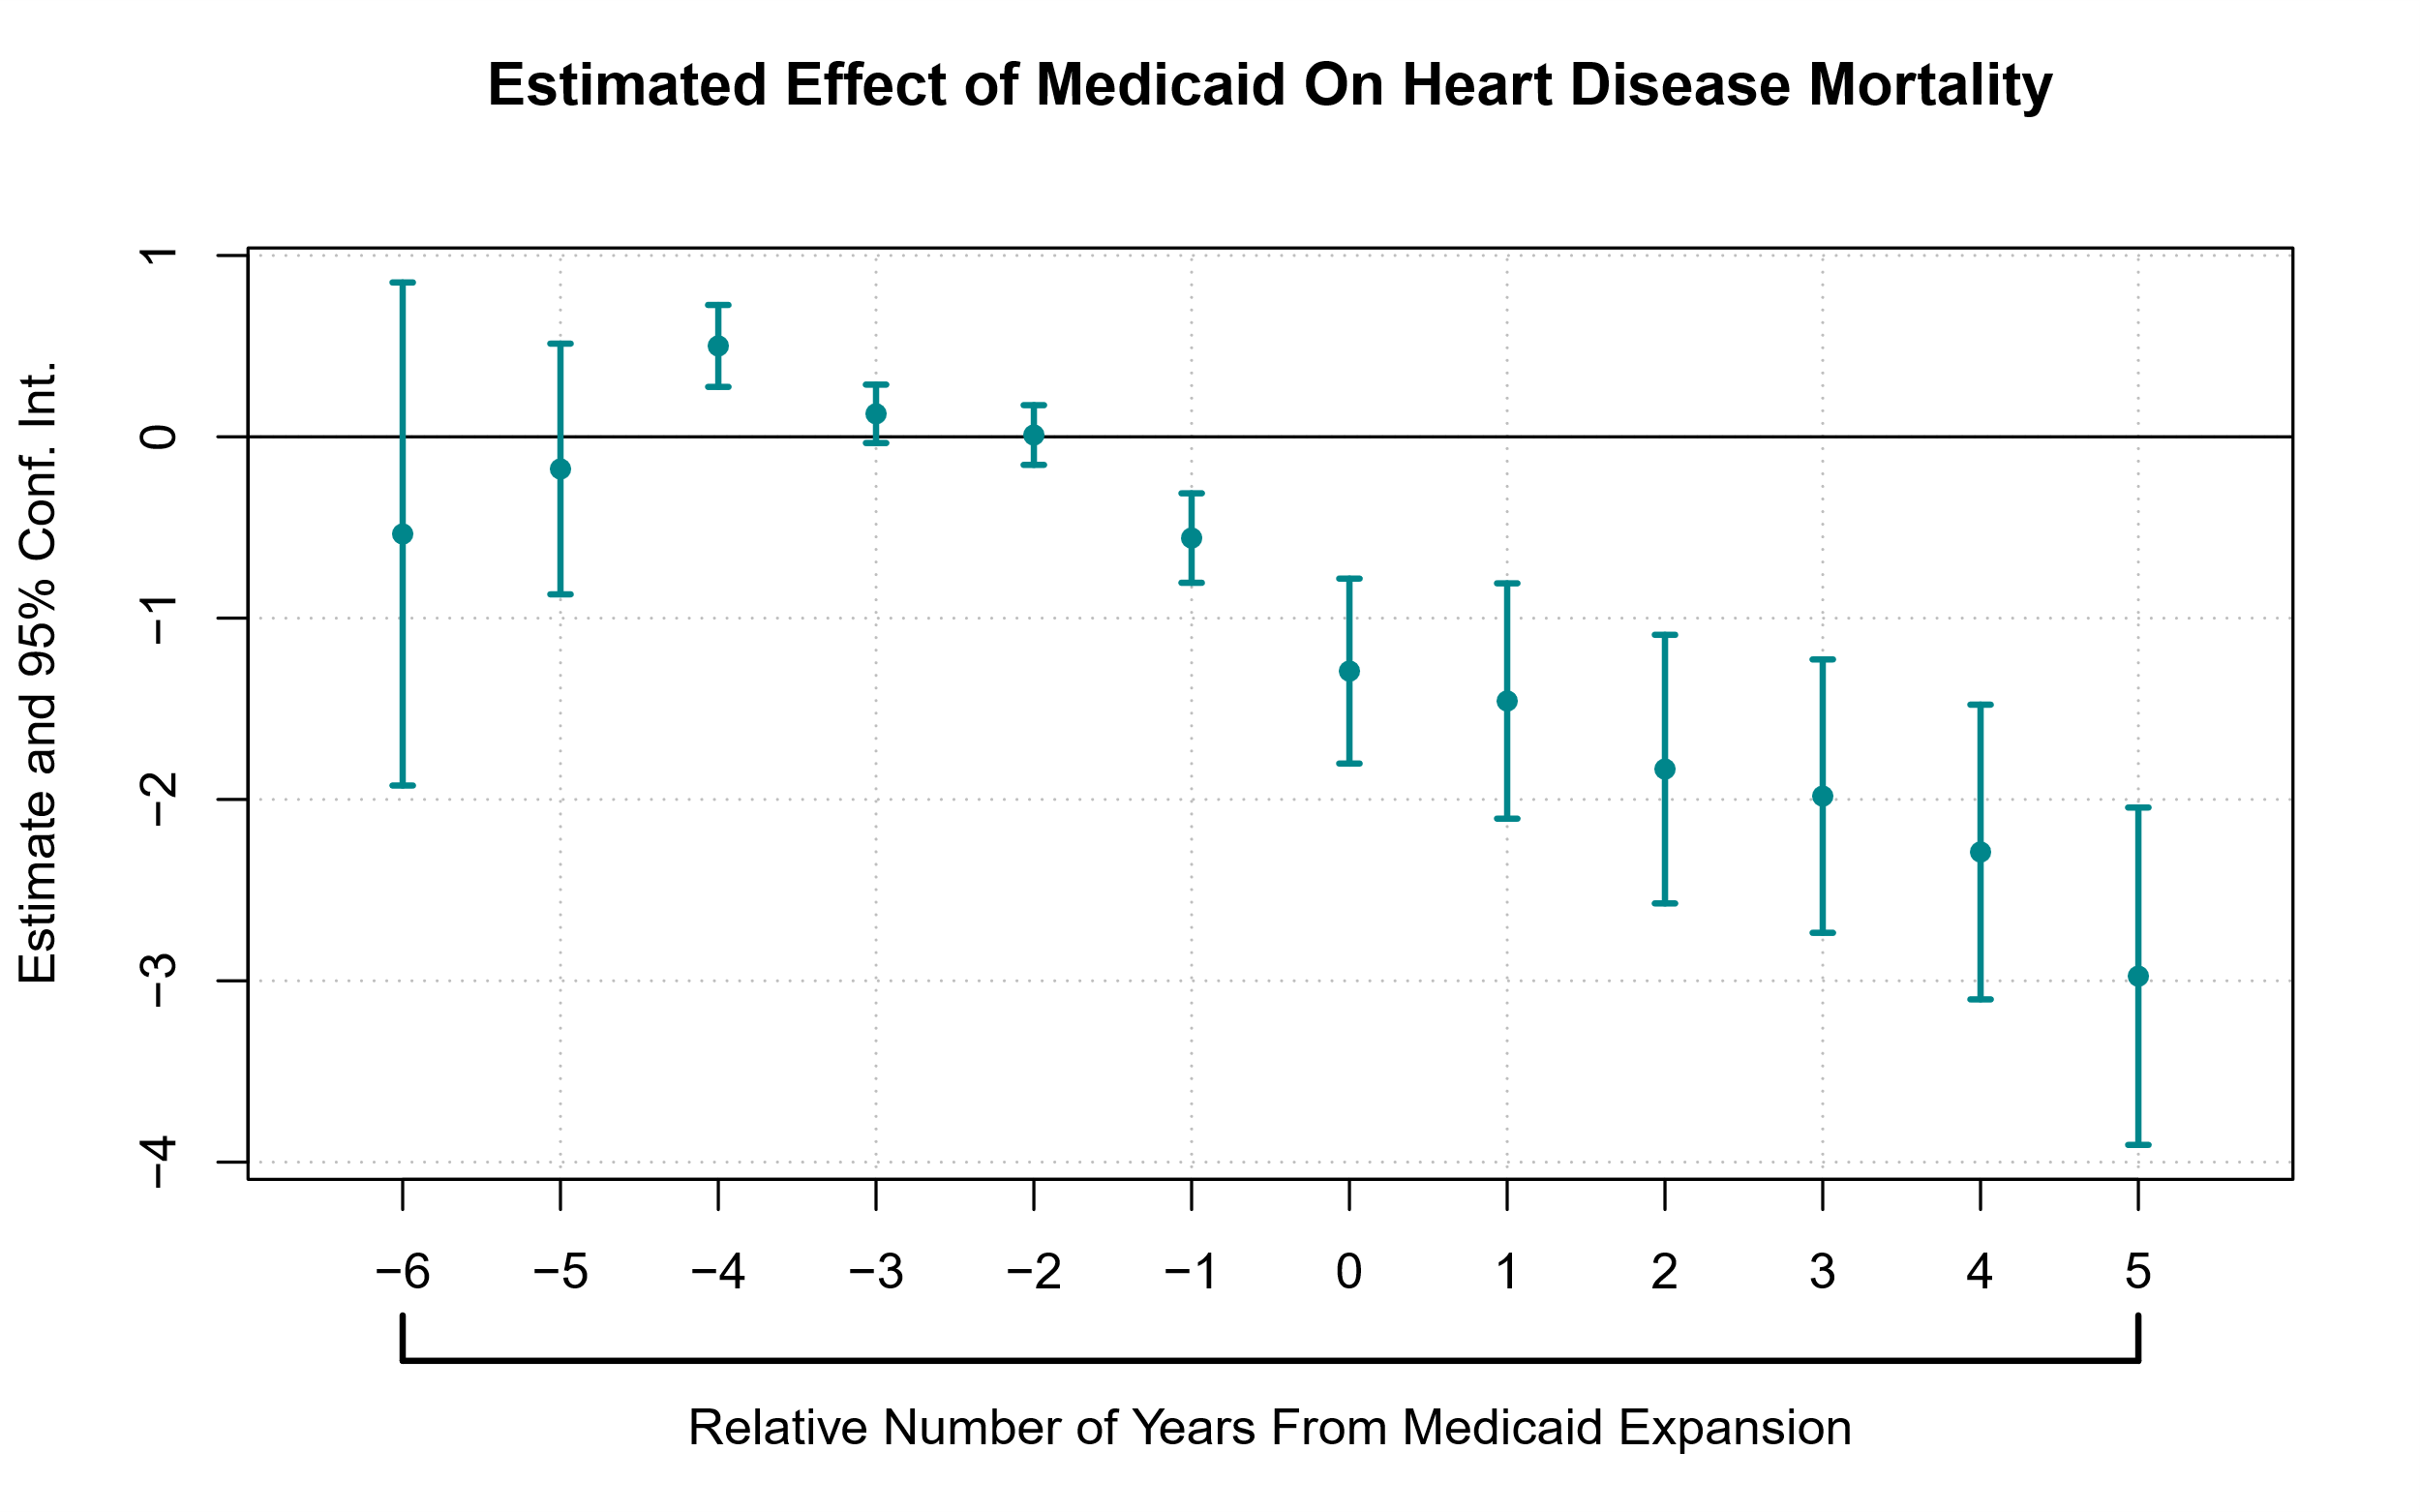 Estimated Effect of Medicaid On Heart Disease Mortality
Estimate and 95% Conf. Int.
1
0
−1
−2
−3
−4
−6 −5 −4 −3 −2 −1 0 1 2 3 4 5
Relative Number of Years From Medicaid Expansion